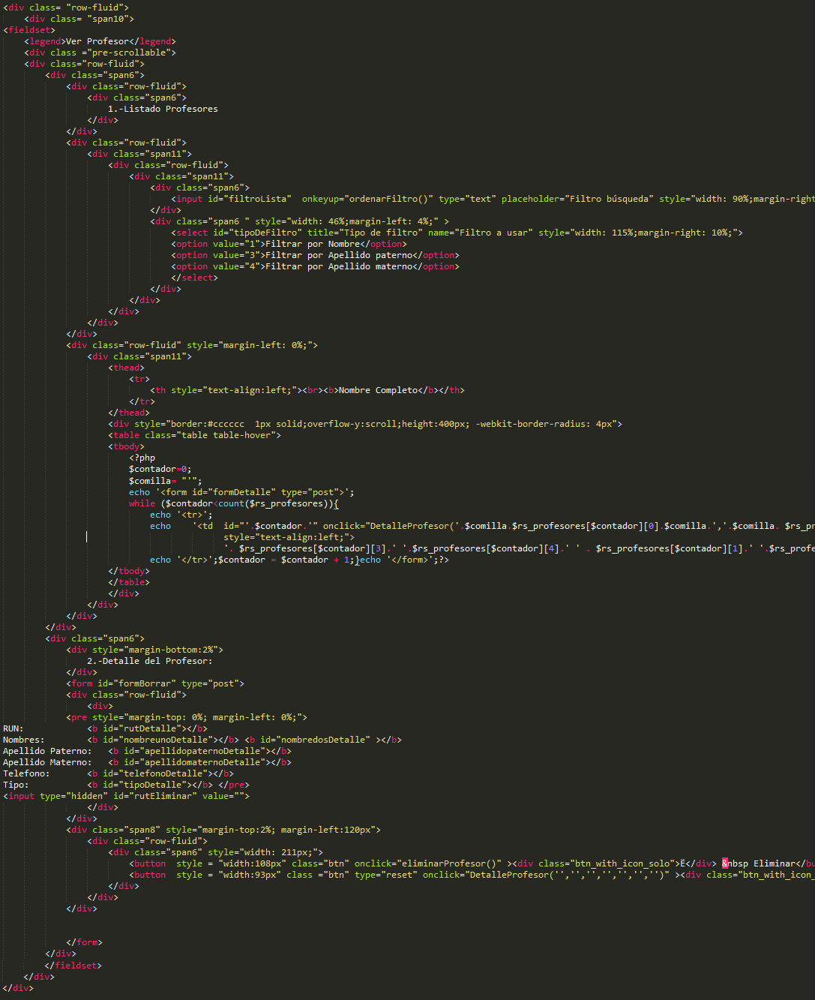 <div class= "row-fluid">
    <div class= "span10">
<fieldset>
    <legend>Ver Profesor</legend>
    <div class ="pre-scrollable">
    <div class="row-fluid">
        <div class="span6">
            <div class="row-fluid">
                <div class="span6">
                    1.-Listado Profesores
                </div>
            </div>
            <div class="row-fluid">
                <div class="span11">
                    <div class="row-fluid">
                        <div class="span11">
                            <div class="span6">
                                <input id="filtroLista"  onkeyup="ordenarFiltro()" type="text" placeholder="Filtro búsqueda" style="width: 90%;margin-right
                            </div>
                            <div class="span6 " style="width: 46%;margin-left: 4%;" >
                                <select id="tipoDeFiltro" title="Tipo de filtro" name="Filtro a usar" style="width: 115%;margin-right: 10%;">
                                <option value="1">Filtrar por Nombre</option>
                                <option value="3">Filtrar por Apellido paterno</option>
                                <option value="4">Filtrar por Apellido materno</option>
                                </select>
                            </div>
                        </div>
                    </div>
                </div>
            </div>
            <div class="row-fluid" style="margin-left: 0%;">
                <div class="span11">
                    <thead>
                        <tr>
                            <th style="text-align:left;"><br><b>Nombre Completo</b></th>
                        </tr>
                    </thead>
                    <div style="border:#cccccc  1px solid;overflow-y:scroll;height:400px; -webkit-border-radius: 4px">
                    <table class="table table-hover">
                    <tbody>
                        <?php
                        $contador=0;
                        $comilla= "'";
                        echo '<form id="formDetalle" type="post">';
                        while ($contador<count($rs_profesores)){
                            echo '<tr>';
                            echo    '<td  id="'.$contador.'" onclick="DetalleProfesor('.$comilla.$rs_profesores[$contador][0].$comilla.','.$comilla. $rs_pr
                                          style="text-align:left;">
                                          '. $rs_profesores[$contador][3].' '.$rs_profesores[$contador][4].' ' . $rs_profesores[$contador][1].' '.$rs_profe
                            echo '</tr>';$contador = $contador + 1;}echo '</form>';?>
                    </tbody>
                    </table>
                    </div>
                </div>
            </div>
        </div>
        <div class="span6">
            <div style="margin-bottom:2%">
                2.-Detalle del Profesor:
            </div>
            <form id="formBorrar" type="post">
            <div class="row-fluid">
                <div>
            <pre style="margin-top: 0%; margin-left: 0%;">
RUN:            <b id="rutDetalle"></b>
Nombres:        <b id="nombreunoDetalle"></b> <b id="nombredosDetalle" ></b>
Apellido Paterno:   <b id="apellidopaternoDetalle"></b>
Apellido Materno:   <b id="apellidomaternoDetalle"></b>
Telefono:       <b id="telefonoDetalle"></b>
Tipo:           <b id="tipoDetalle"></b> </pre>
<input type="hidden" id="rutEliminar" value="">
                </div>
            </div>
            <div class="span8" style="margin-top:2%; margin-left:120px">
                <div class="row-fluid">
                    <div class="span6" style="width: 211px;">
                        <button  style = "width:108px" class="btn" onclick="eliminarProfesor()" ><div class="btn_with_icon_solo">Ë</div> &nbsp Eliminar</bu
                        <button  style = "width:93px" class ="btn" type="reset" onclick="DetalleProfesor('','','','','','','')" ><div class="btn_with_icon_
                    </div>
                </div>
            </div>
            </form>
        </div>
        </fieldset>
    </div>
</div>